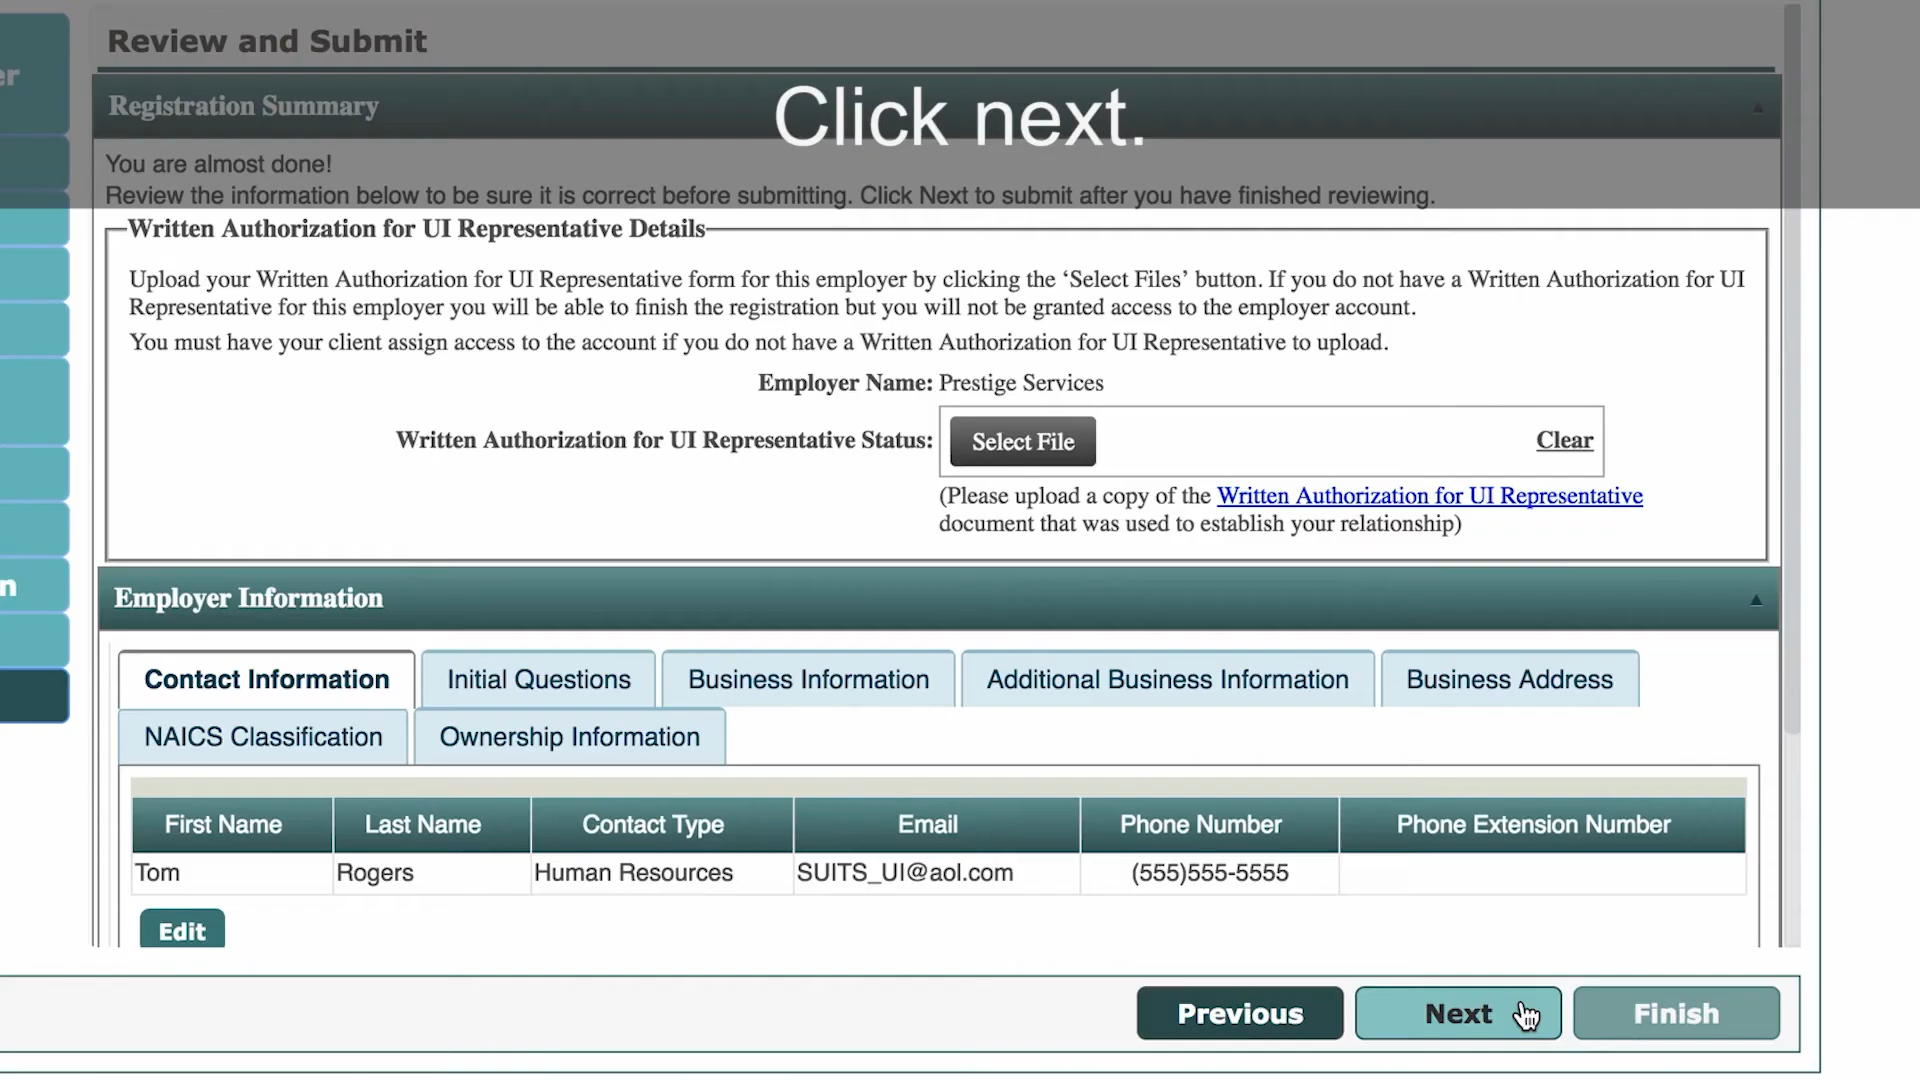 Review and Submit
er
Registration Summary
Click next.
You are almost done!
Review the information below to be sure it is correct before submitting. Click Next to submit after you have finished reviewing.
Written Authorization for UI Representative Details
Upload your Written Authorization for UI Representative form for this employer by clicking the ‘Select Files’ button. If you do not have a Written Authorization for UI
Representative for this employer you will be able to finish the registration but you will not be granted access to the employer account.
You must have your client assign access to the account if you do not have a Written Authorization for UI Representative to upload.
Employer Name: Prestige Services
Written Authorization for UI Representative Status: Select File Clear
(Please upload a copy of the Written Authorization for UI Representative
document that was used to establish your relationship)
n
Employer Information
Contact Information Initial Questions Business Information Additional Business Information Business Address
NAICS Classification Ownership Information
First Name Last Name Contact Type Email Phone Number Phone Extension Number
Tom Rogers Human Resources SUITS_UI@aol.com (555)555-5555
Edit
Previous Next Finish